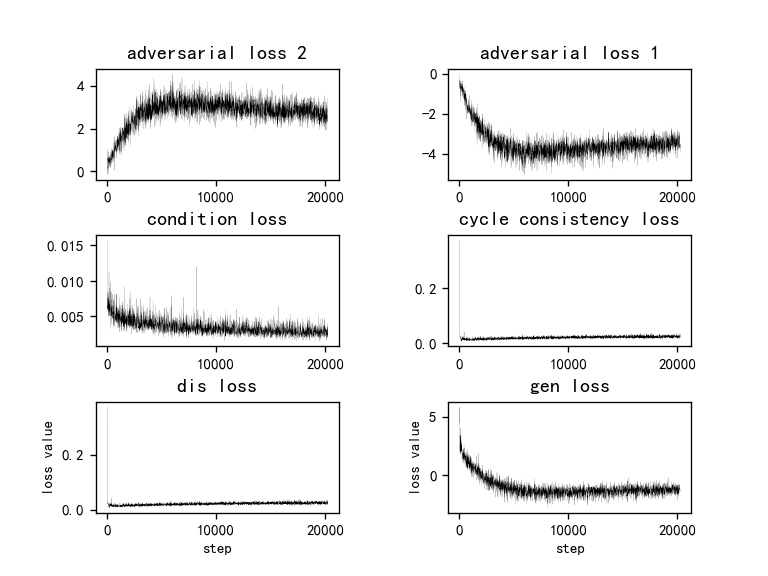 adversarial loss 2
4
2
0
0 10000 20000
adversarial loss 1
0
-2
-4
0 10000 20000
condition loss
0.015
0.010
0.005
0 10000 20000
cycle consistency loss
0.2
0.0
0 10000 20000
dis loss
loss value
0.2
0.0
0 10000 20000
step
gen loss
loss value
5
0
0 10000 20000
step